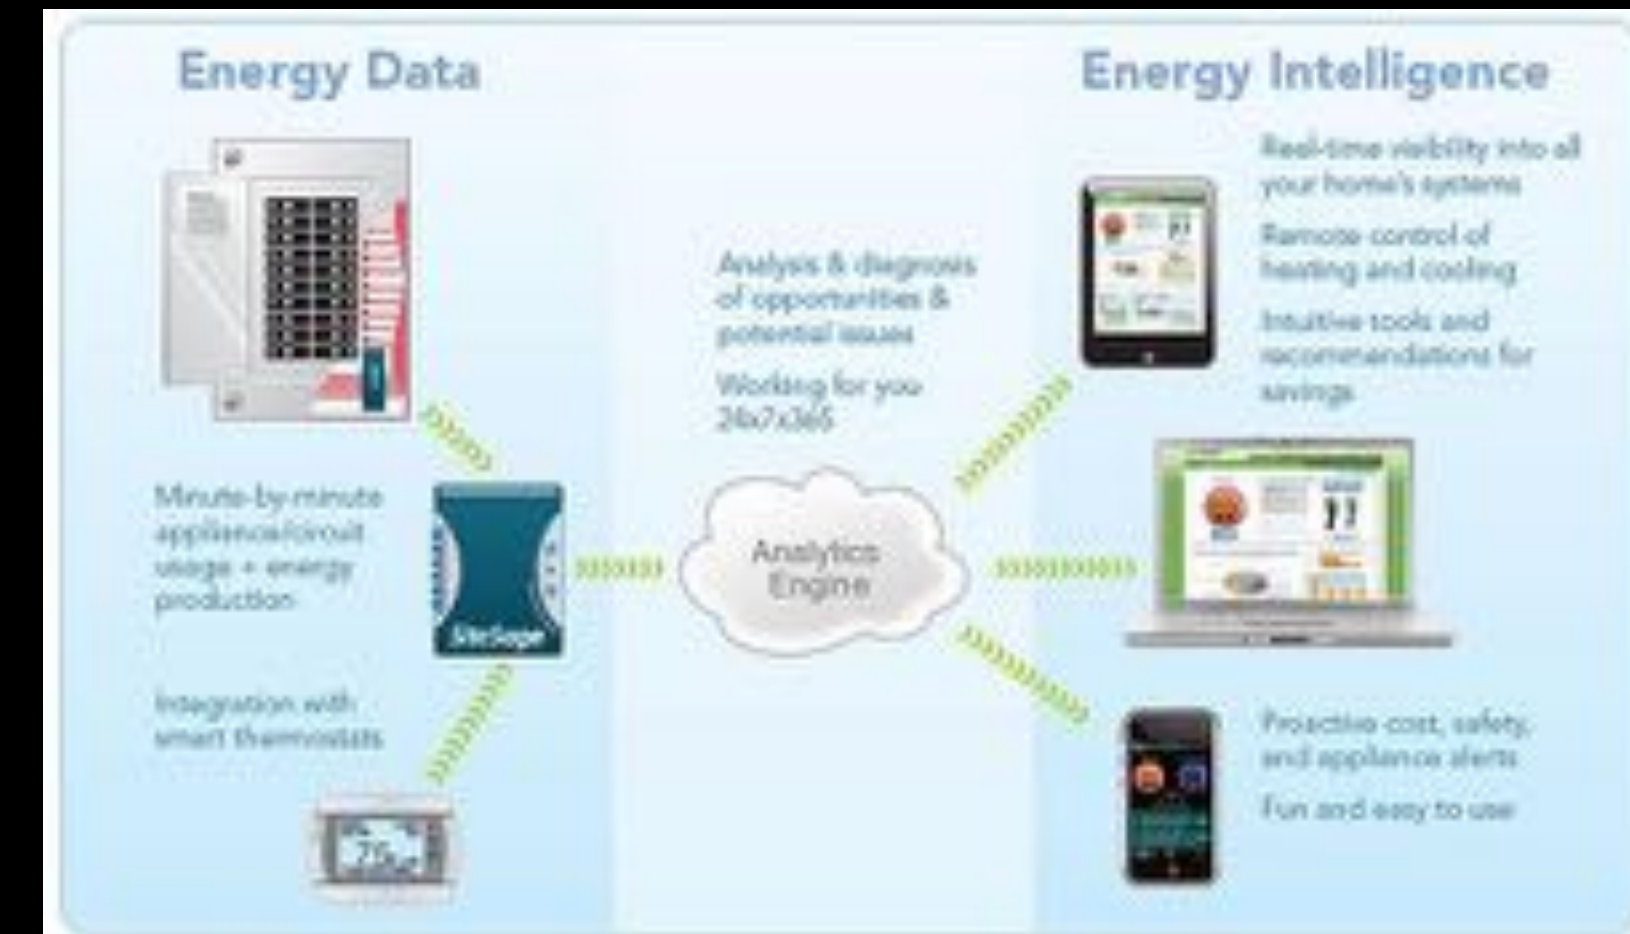 Energy Data
Energy Intelligence
Real-time visibility into all
your home's systems
Remote control of
heating and cooling
Intuitive tools and
recommendations for
savings
Analysis & diagnosis
of opportunities &
potential issues
Working for you
24x7x365
Minute-by-minute
appliance/circuit
usage + energy
production
SiteSage
Analytics
Engine
Integration with
smart thermostats
Proactive cost, safety,
and appliance alerts
Fun and easy to use